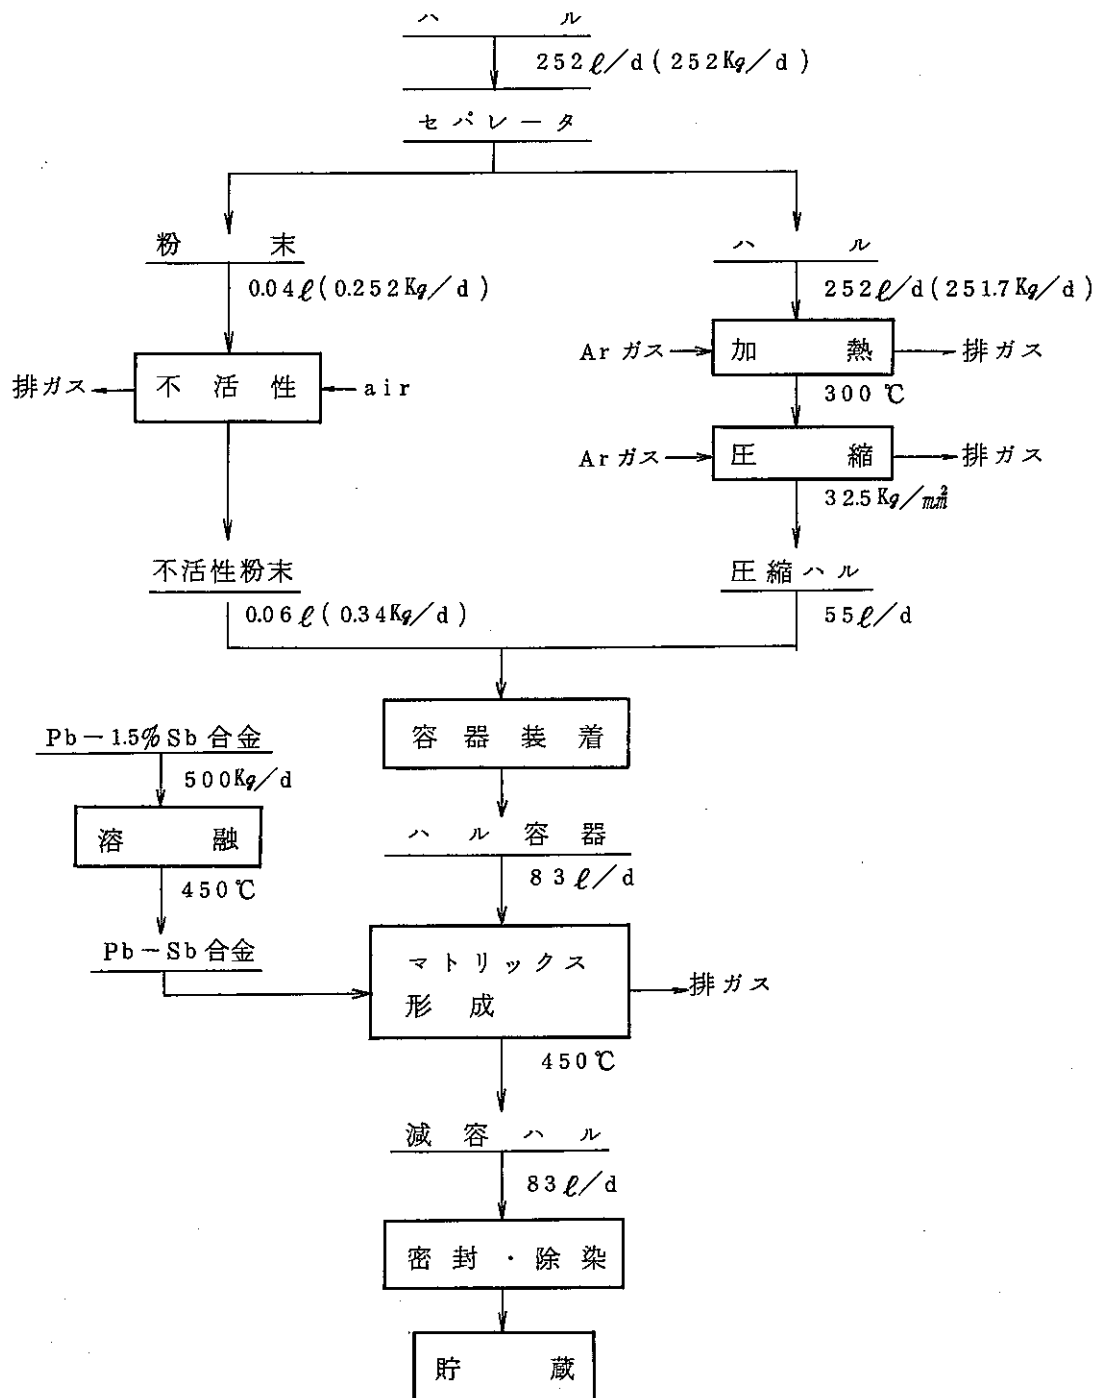 ハル
252ℓ/d(252Kg/d)
セパレータ
粉末
ハル
0.04ℓ(0.252Kg/d)
252ℓ/d(251.7Kg/d)
Arガス
加熱
排ガス
排ガス
不活性
air
300℃
Arガス
圧縮
排ガス
32.5Kg/mm²
不活性粉末
圧縮ハル
0.06ℓ(0.34Kg/d)
55ℓ/d
容器装着
Pb-1.5%Sb合金
500Kg/d
溶融
ハル容器
83ℓ/d
450℃
Pb-Sb合金
マトリックス
形成
排ガス
450℃
減容ハル
83ℓ/d
密封・除染
貯蔵